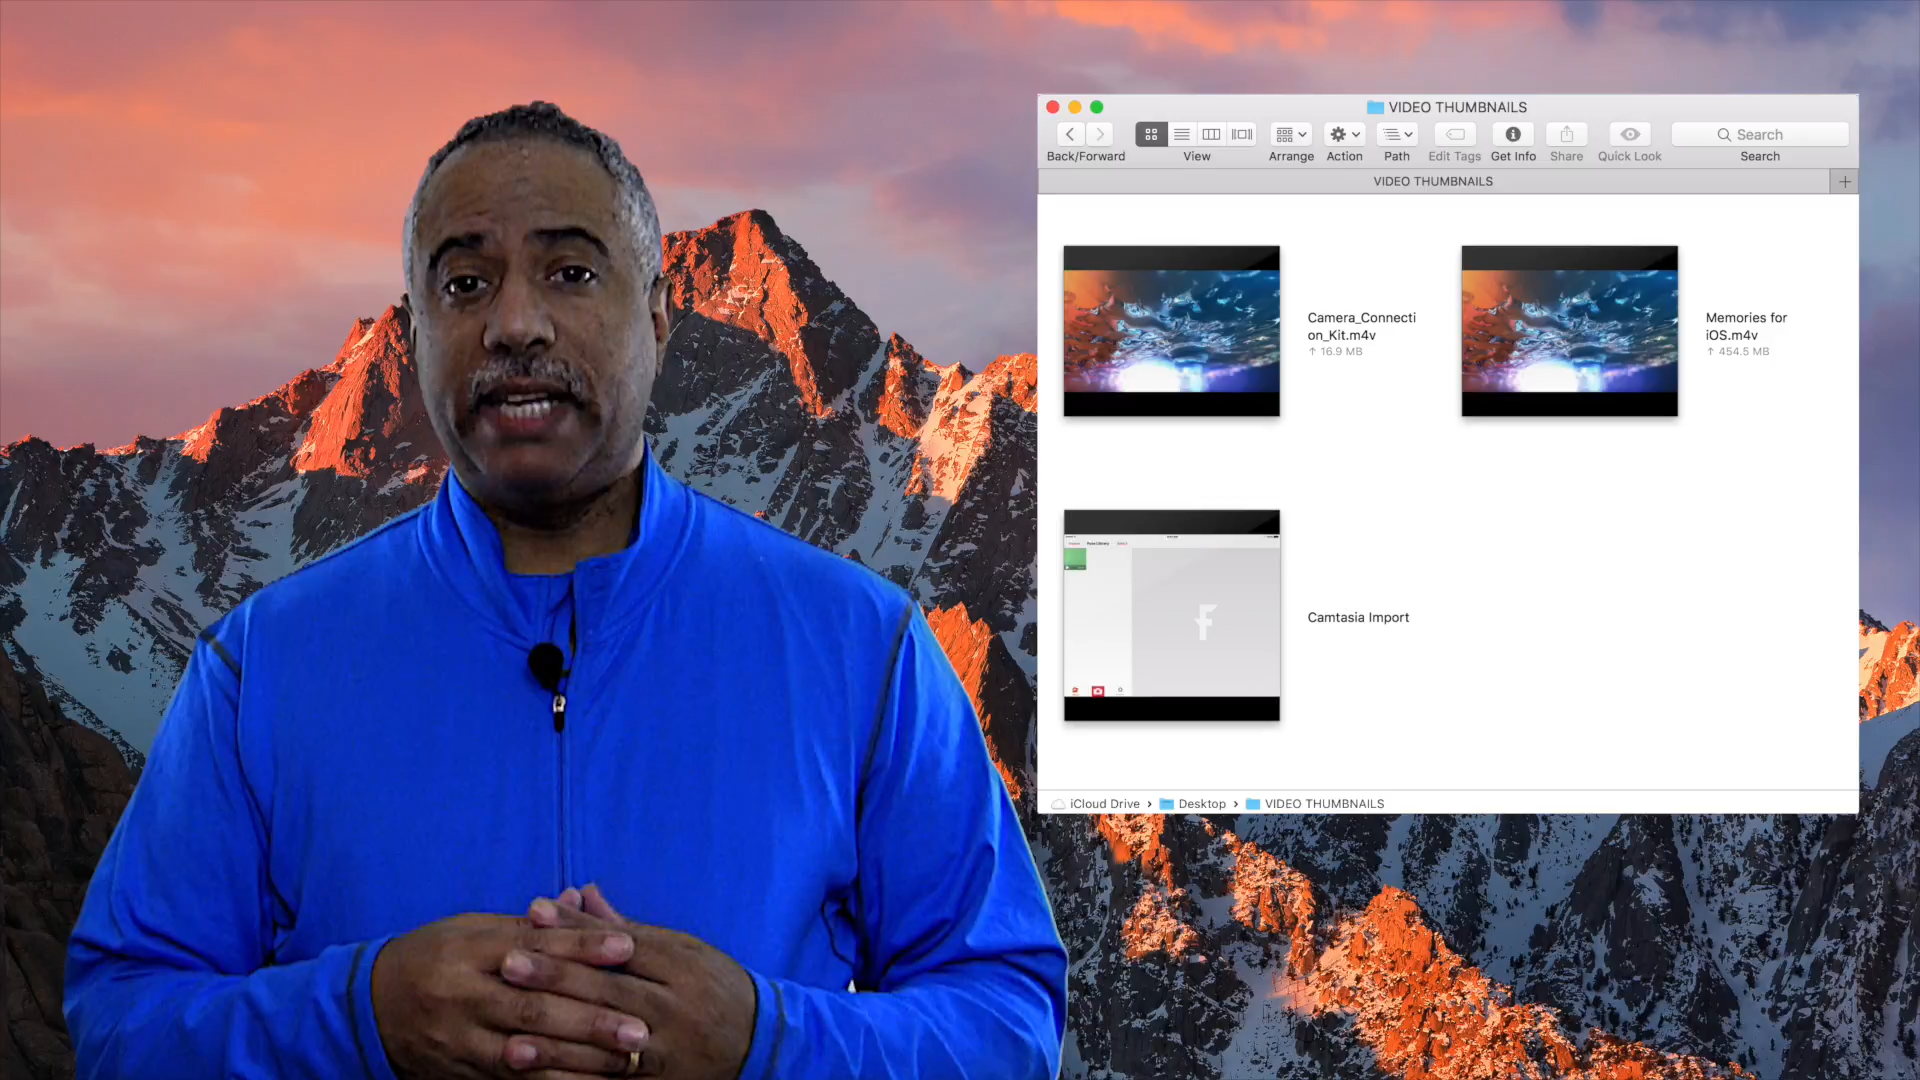 VIDEO THUMBNAILS
Search
Back/Forward View Arrange Action Path Edit Tags Get Info Share Quick Look Search
VIDEO THUMBNAILS
Camera_Connecti
on_Kit.m4v
↑ 16.9 MB
Memories for
iOS.m4v
↑ 454.5 MB
Camtasia Import
iCloud Drive › Desktop › VIDEO THUMBNAILS